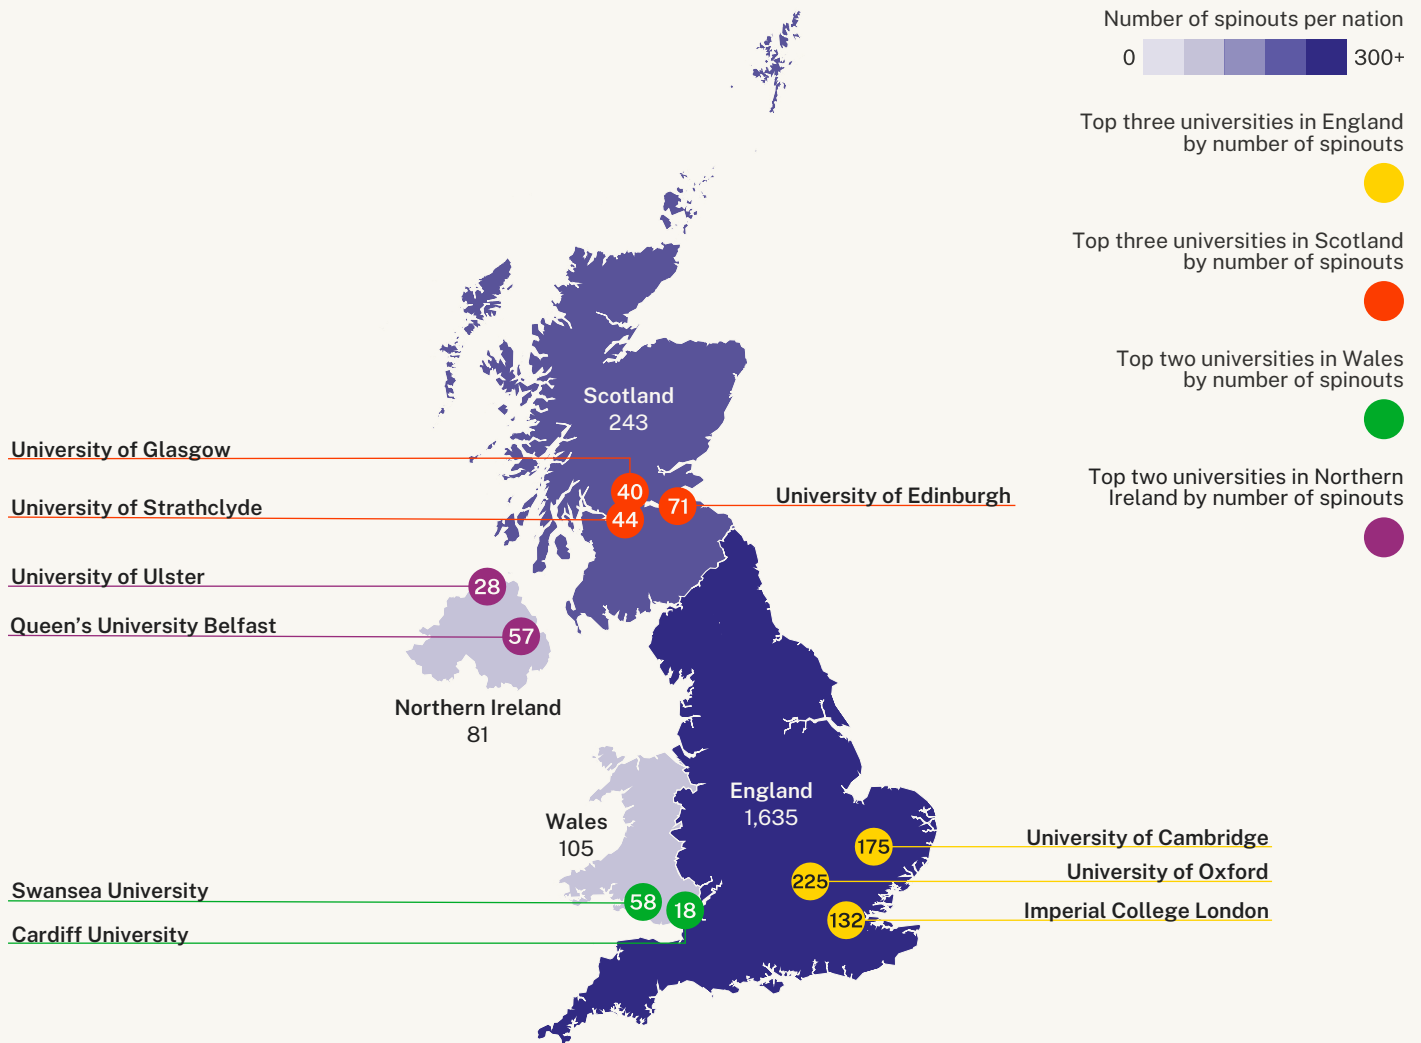 Number of spinouts per nation
0
300+
Top three universities in England
by number of spinouts
Top three universities in Scotland
by number of spinouts
Top two universities in Wales
by number of spinouts
Top two universities in Northern
Ireland by number of spinouts
Scotland
243
University of Glasgow
40
University of Strathclyde
44
University of Edinburgh
71
University of Ulster
28
Queen’s University Belfast
57
Northern Ireland
81
England
1,635
Wales
105
University of Cambridge
175
University of Oxford
225
Imperial College London
132
Swansea University
58
Cardiff University
18